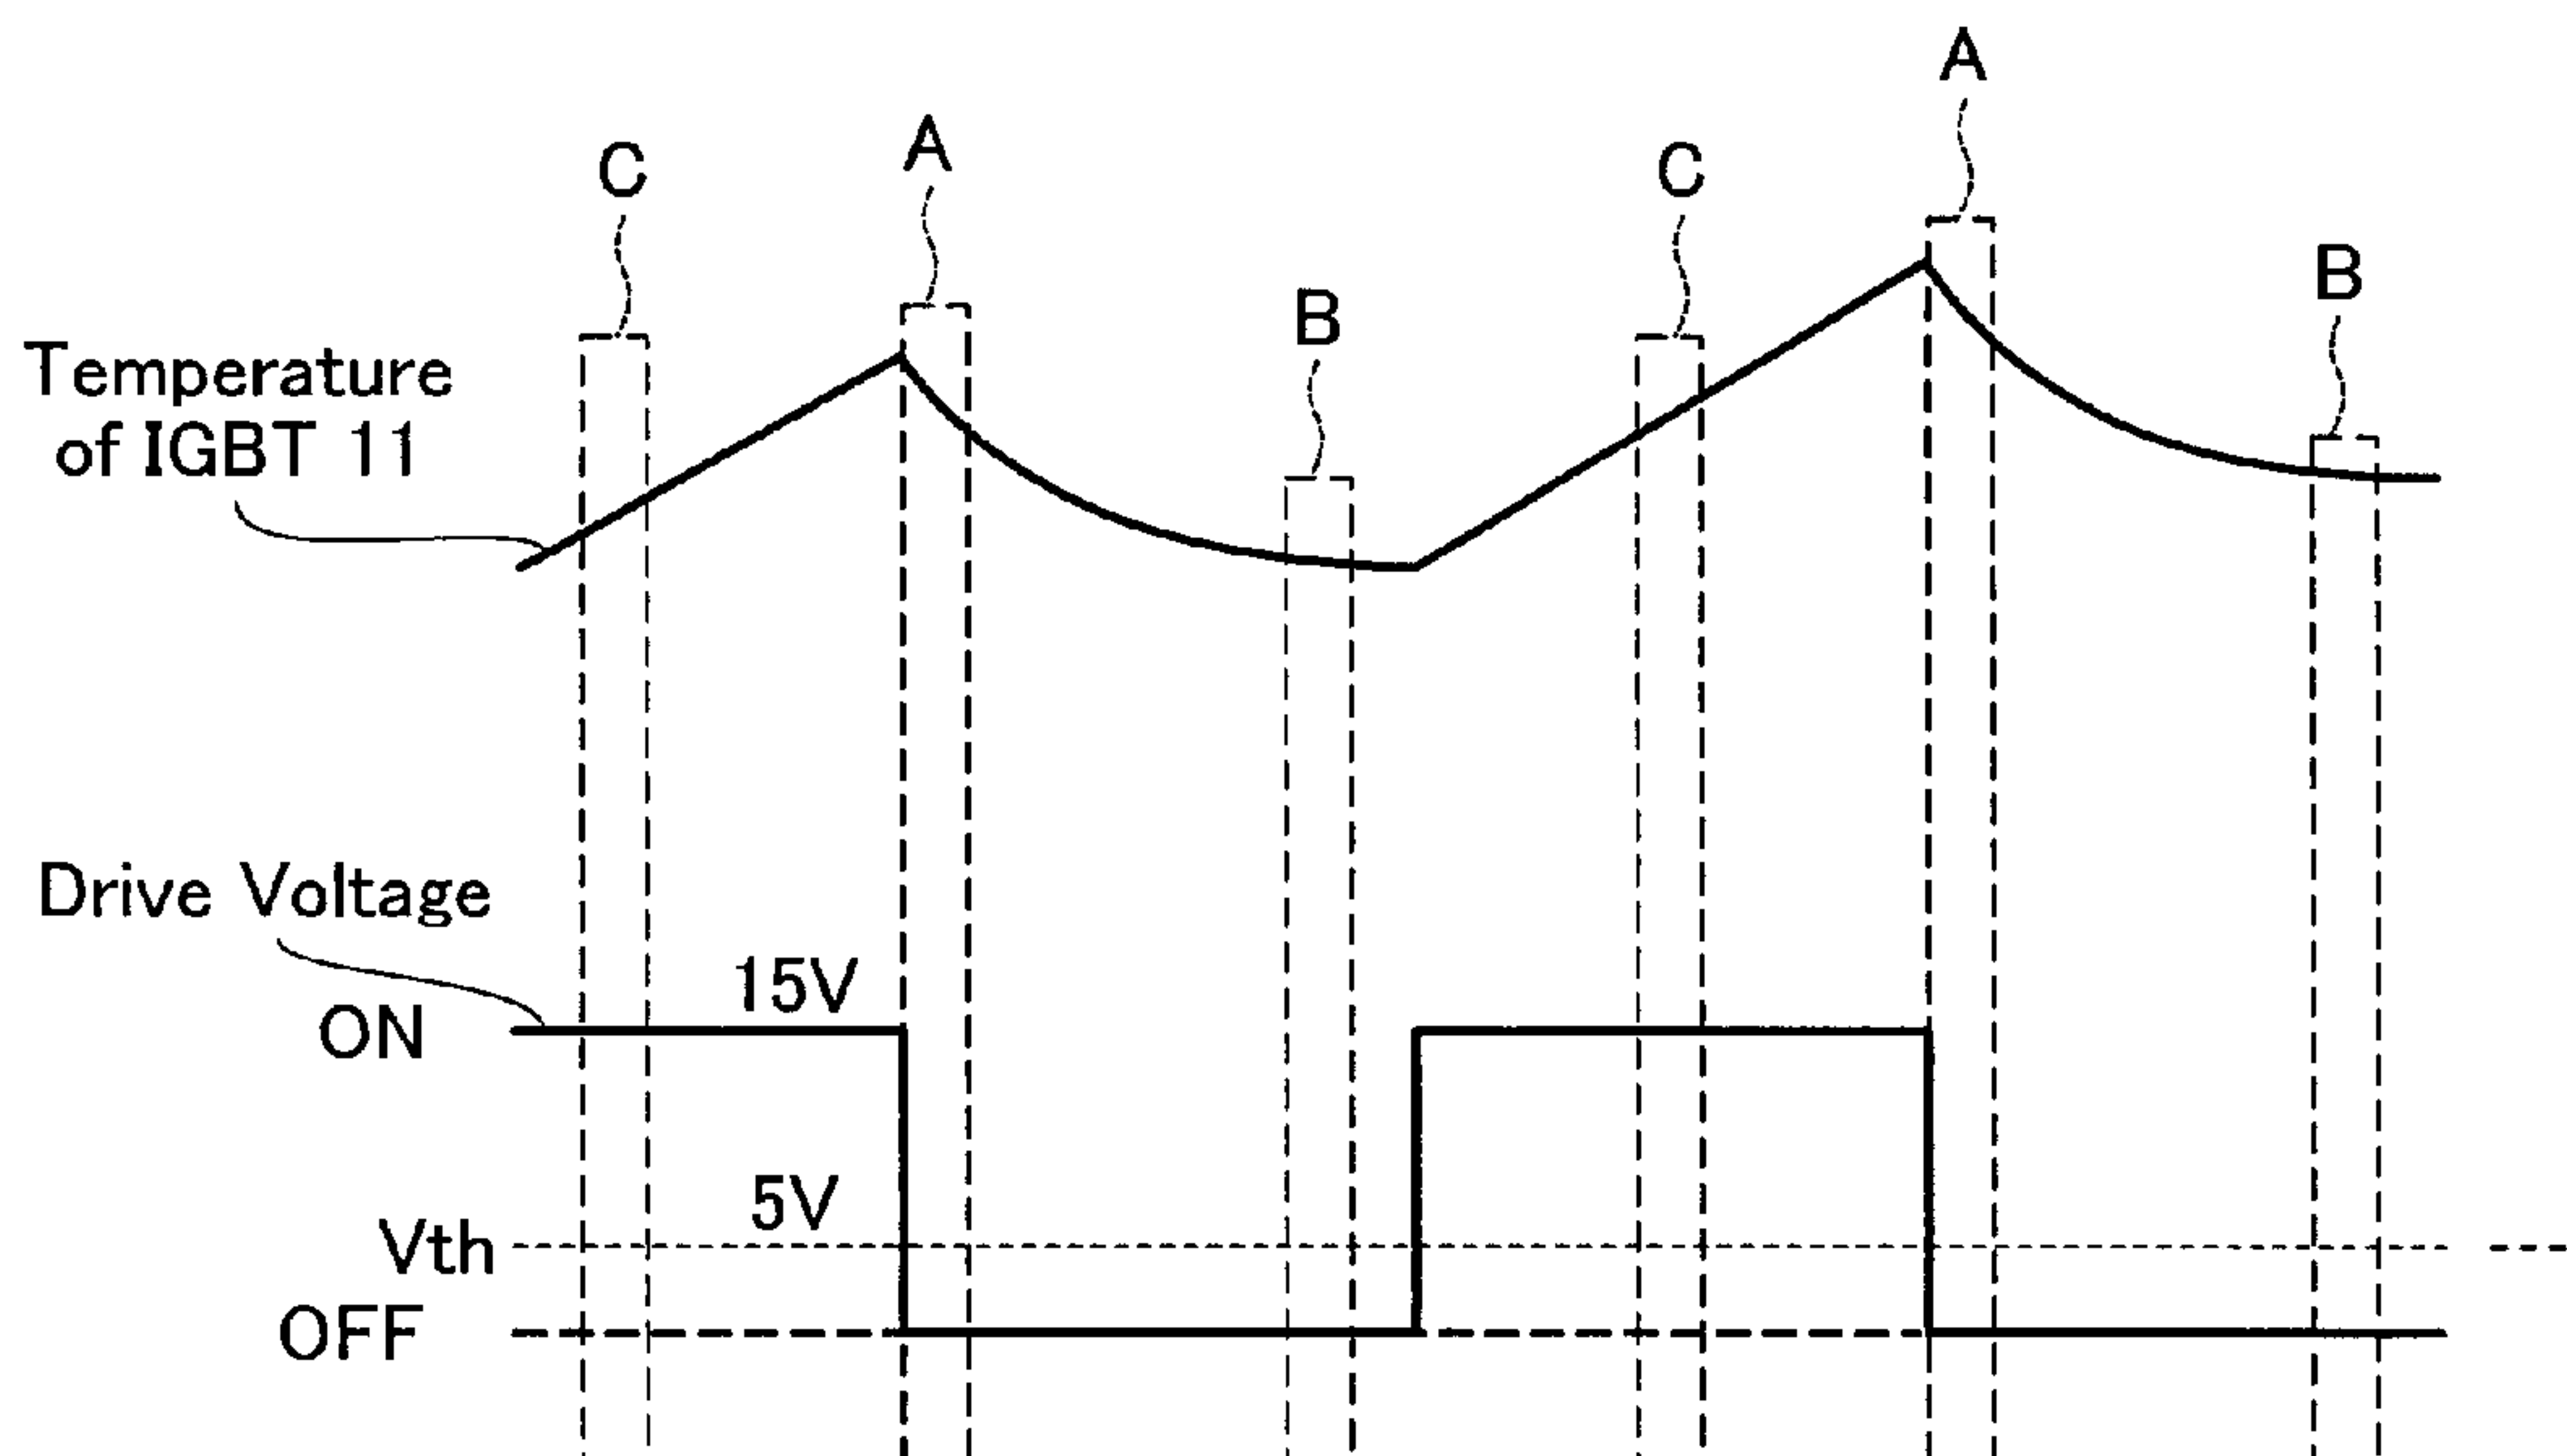 A
A
C
C
B
B
Temperature
of IGBT 11
Drive Voltage
15V
ON
5V
Vth
OFF